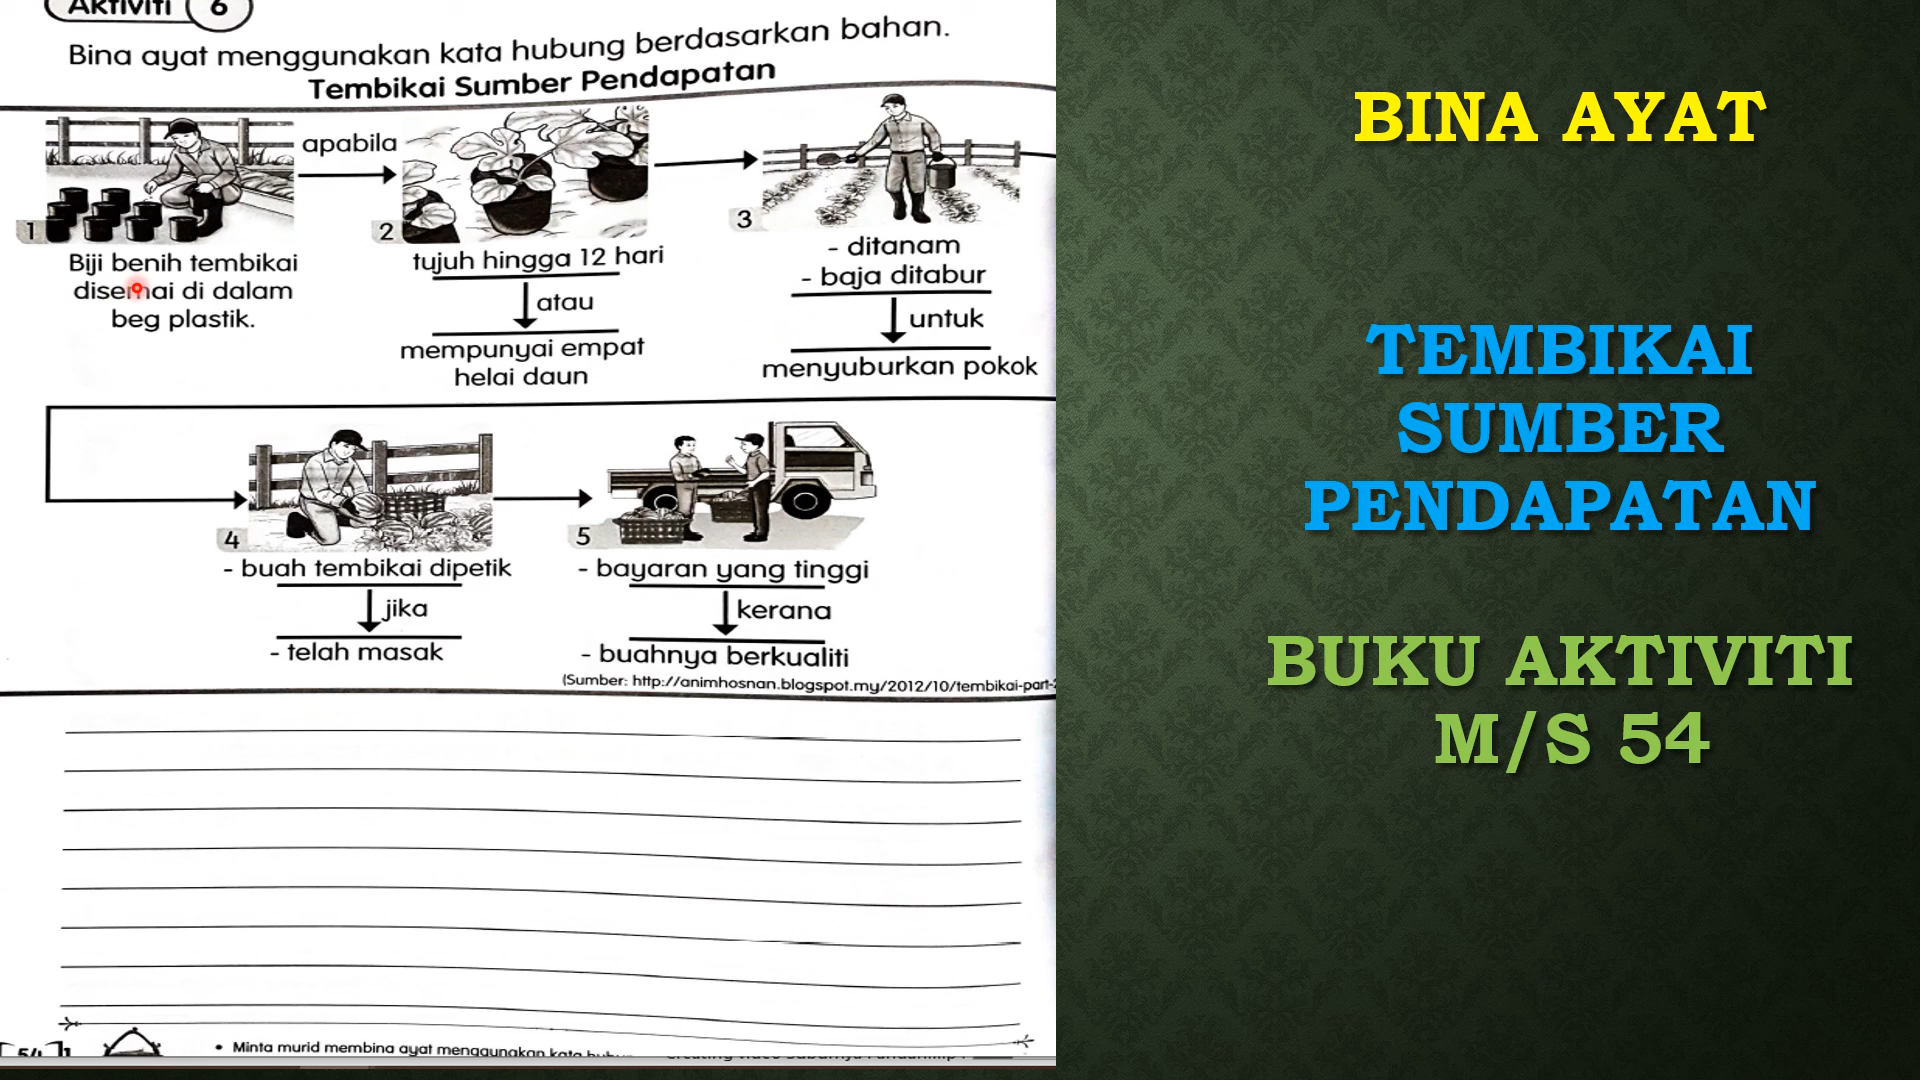 Aktiviti 6
Bina ayat menggunakan kata hubung berdasarkan bahan.
Tembikai Sumber Pendapatan
apabila
1
2
3
Biji benih tembikai
disemai di dalam
beg plastik.
tujuh hingga 12 hari
atau
mempunyai empat
helai daun
- ditanam
- baja ditabur
untuk
menyuburkan pokok
4
5
- buah tembikai dipetik
jika
- telah masak
- bayaran yang tinggi
kerana
- buahnya berkualiti
(Sumber: http://animhosnan.blogspot.my/2012/10/tembikai-part-
54
• Minta murid membina ayat menggunakan kata
BINA AYAT
TEMBIKAI
SUMBER
PENDAPATAN
BUKU AKTIVITI
M/S 54